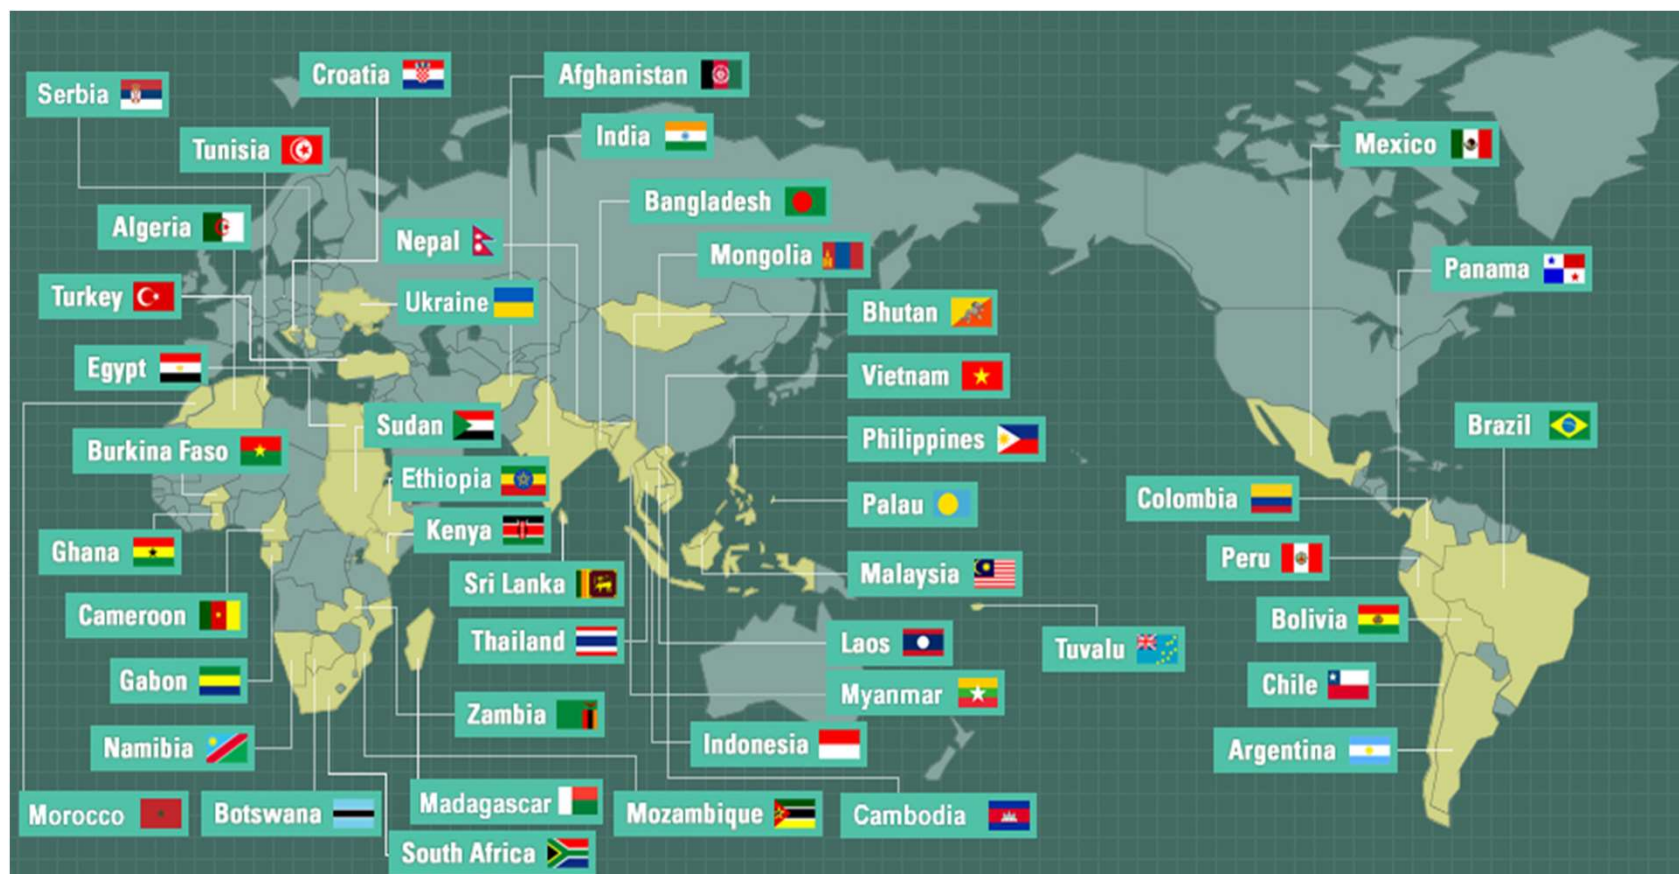 Croatia
Afghanistan
Serbia
India
Tunisia
Mexico
Bangladesh
Algeria
Nepal
Mongolia
Panama
Turkey
Ukraine
Bhutan
Egypt
Vietnam
Sudan
Brazil
Burkina Faso
Philippines
Ethiopia
Colombia
Palau
Kenya
Ghana
Peru
Sri Lanka
Malaysia
Cameroon
Bolivia
Thailand
Laos
Tuvalu
Gabon
Chile
Myanmar
Zambia
Namibia
Indonesia
Argentina
Morocco
Botswana
Madagascar
Mozambique
Cambodia
South Africa